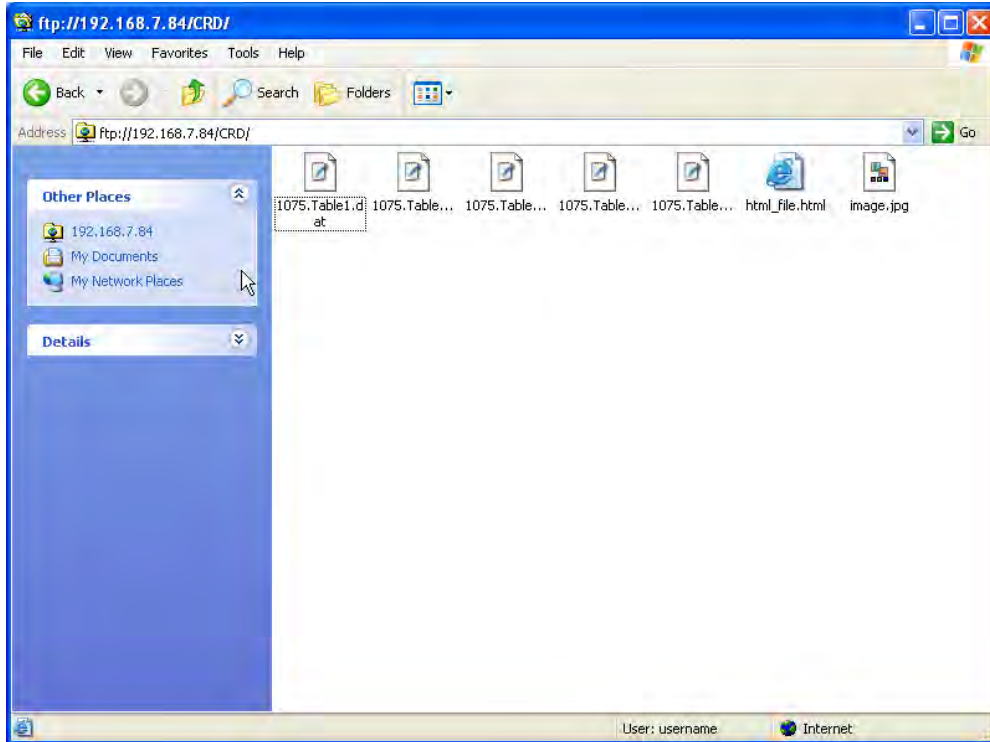 ftp://192.168.7.84/CRD/
File Edit View Favorites Tools Help
Back Search Folders
Address ftp://192.168.7.84/CRD/ Go
Other Places
192.168.7.84
My Documents
My Network Places
Details
1075.Table1.d
at
1075.Table...
1075.Table...
1075.Table...
1075.Table...
html_file.html
image.jpg
User: username Internet